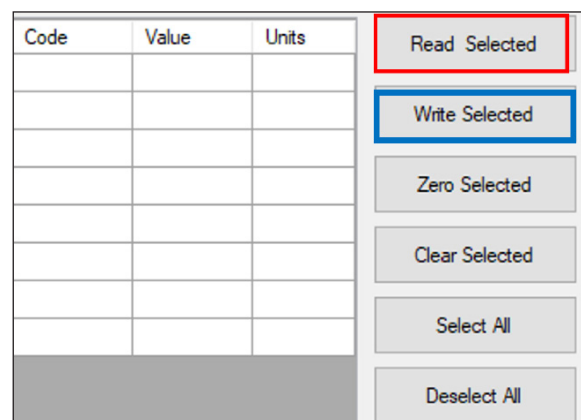 Code Value Units
Read Selected
Write Selected
Zero Selected
Clear Selected
Select All
Deselect All